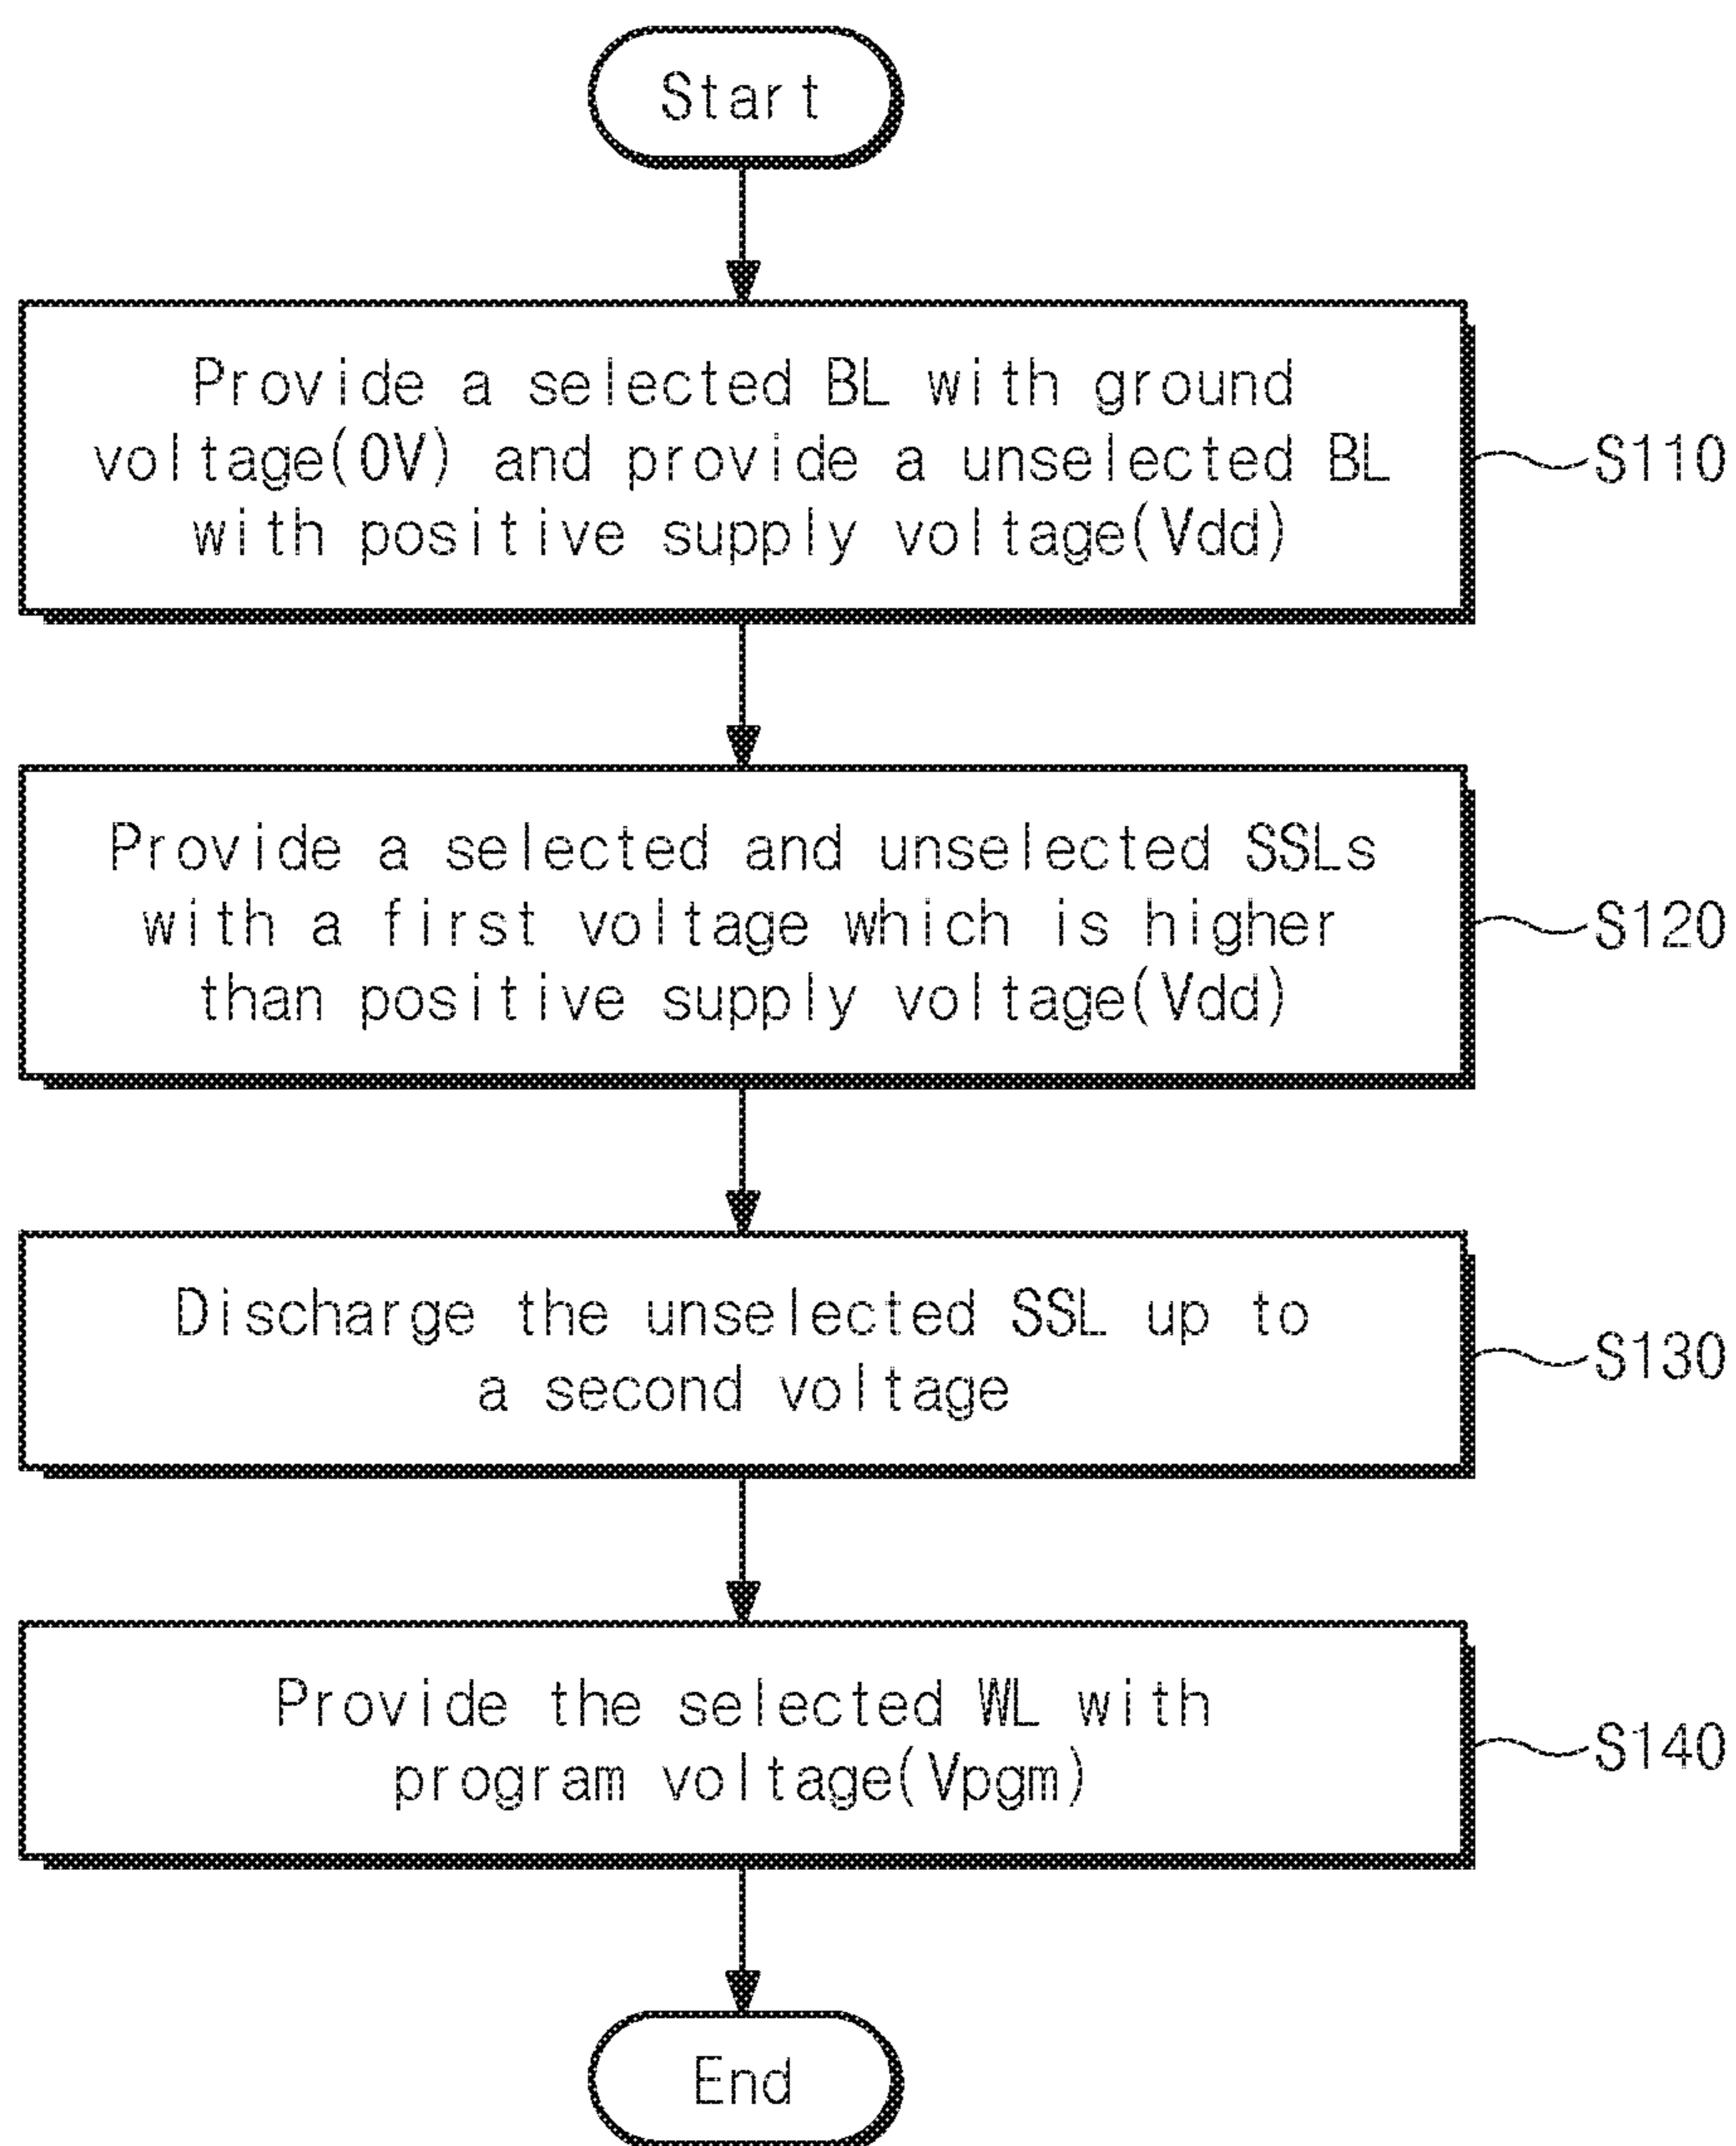 Start
Provide a selected BL with ground
voltage(0V) and provide a unselected BL
with positive supply voltage(Vdd)
S110
Provide a selected and unselected SSLs
with a first voltage which is higher
than positive supply voltage(Vdd)
S120
Discharge the unselected SSL up to
a second voltage
S130
Provide the selected WL with
program voltage(Vpgm)
S140
End